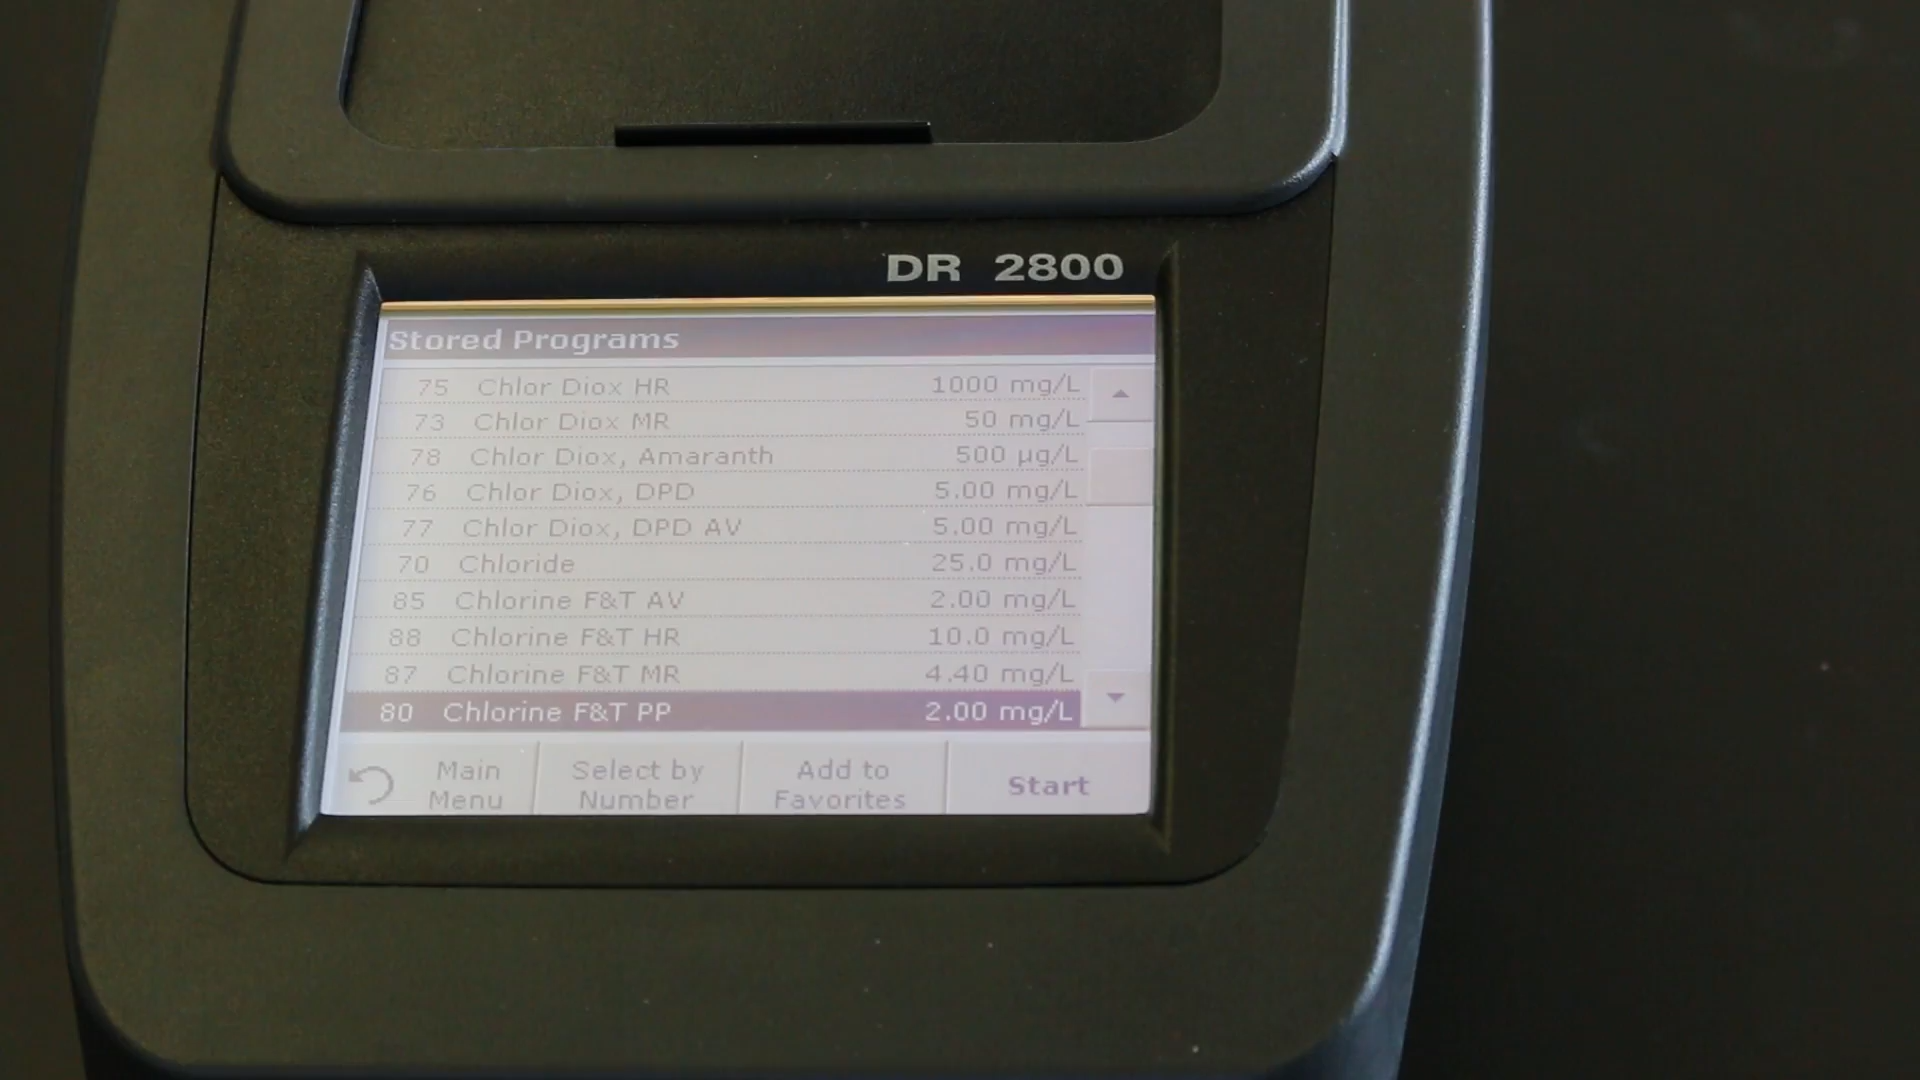 DR 2800
Stored Programs
75 Chlor Diox HR 1000 mg/L
73 Chlor Diox MR 50 mg/L
78 Chlor Diox, Amaranth 500 µg/L
76 Chlor Diox, DPD 5.00 mg/L
77 Chlor Diox, DPD AV 5.00 mg/L
70 Chloride 25.0 mg/L
85 Chlorine F&T AV 2.00 mg/L
88 Chlorine F&T HR 10.0 mg/L
87 Chlorine F&T MR 4.40 mg/L
80 Chlorine F&T PP 2.00 mg/L
Main
Menu
Select by
Number
Add to
Favorites
Start